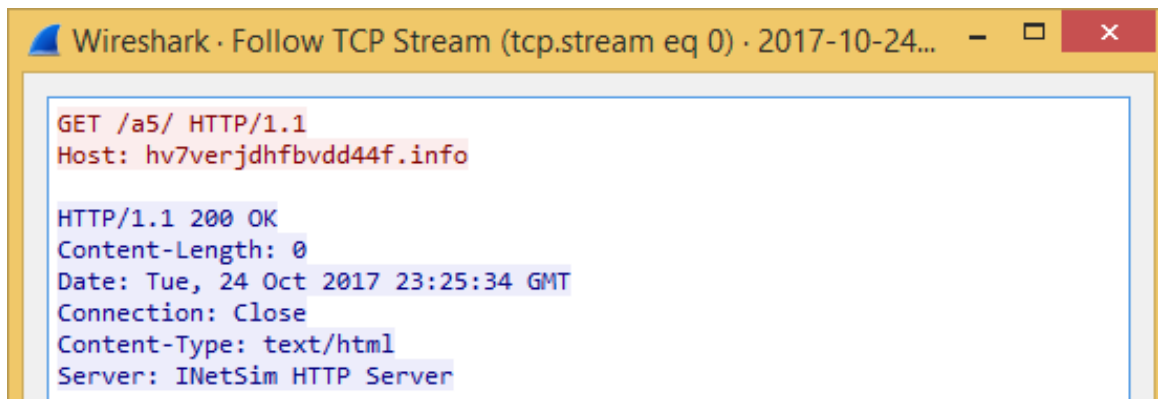 Wireshark · Follow TCP Stream (tcp.stream eq 0) · 2017-10-24...
GET /a5/ HTTP/1.1
Host: hv7verjdhfbvdd44f.info
HTTP/1.1 200 OK
Content-Length: 0
Date: Tue, 24 Oct 2017 23:25:34 GMT
Connection: Close
Content-Type: text/html
Server: INetSim HTTP Server